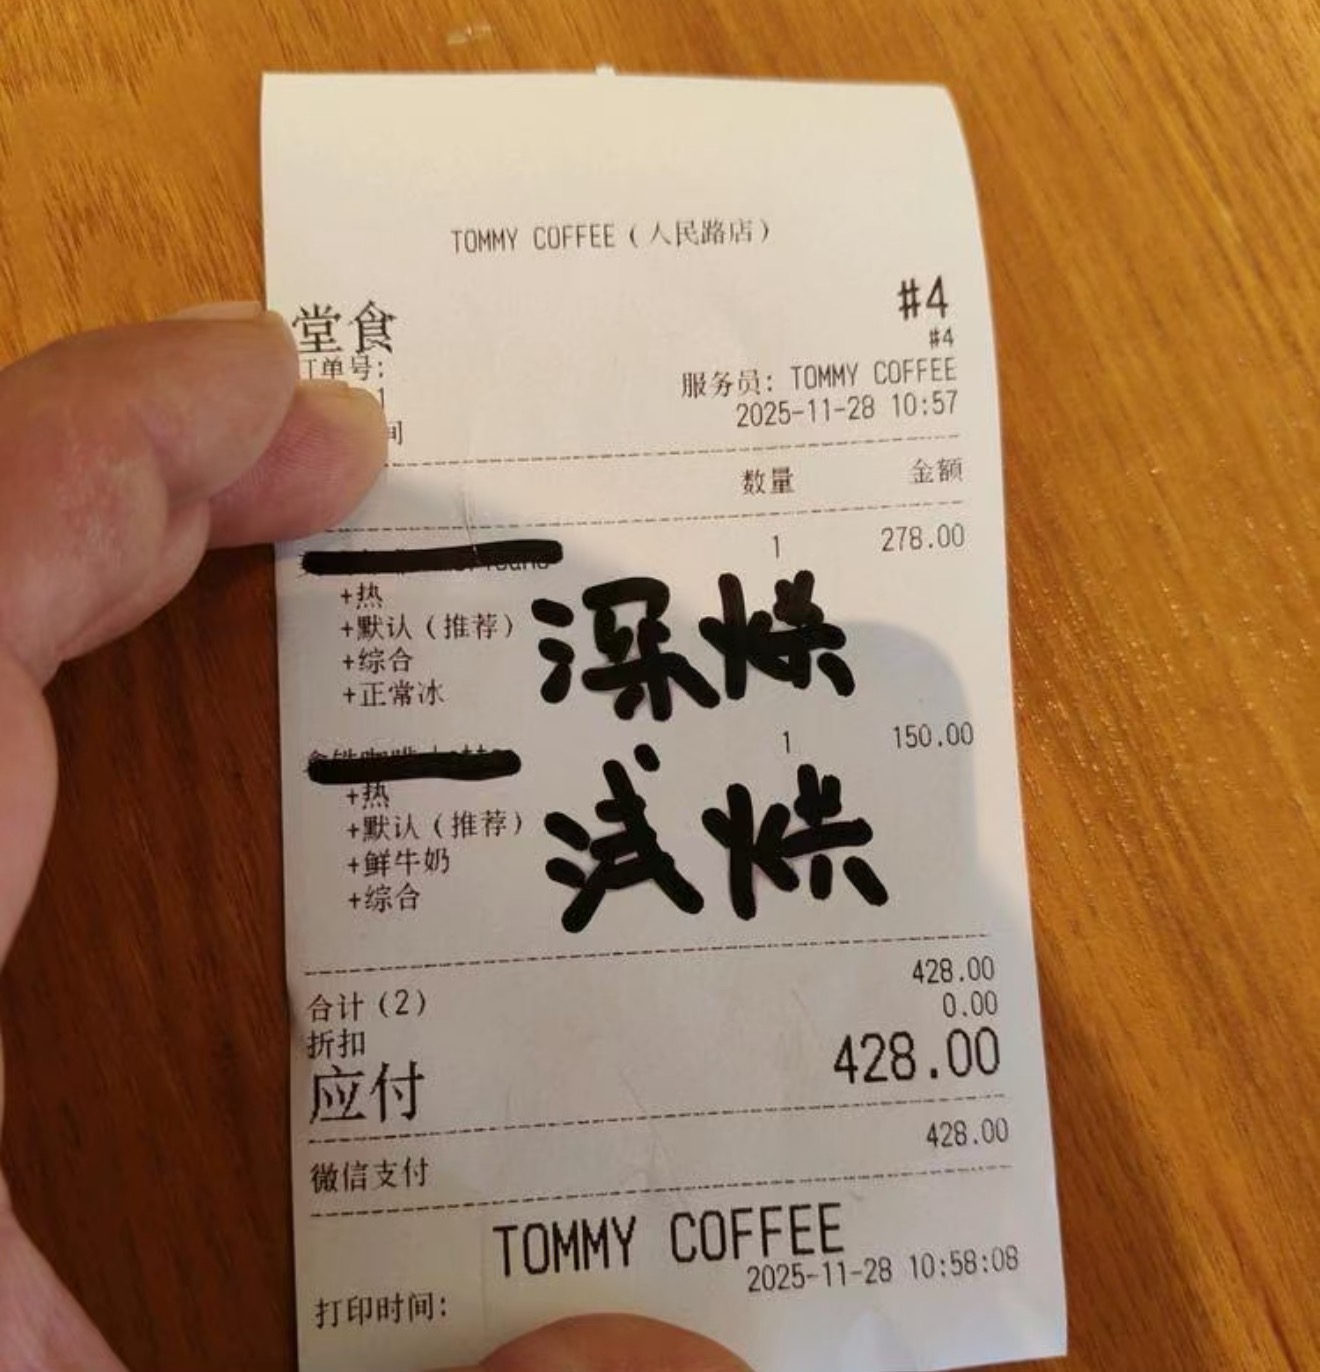 TOMMY COFFEE（人民路店）
#4
堂食
#4
单号:
服务员: TOMMY COFFEE
1
2025-11-28 10:57
间
数量 金额
1 278.00
+热
+默认（推荐） 深烘
+综合
+正常冰
1 150.00
+热
+默认（推荐） 浅烘
+鲜牛奶
+综合
合计(2) 428.00
折扣 0.00
应付 428.00
微信支付 428.00
TOMMY COFFEE
打印时间: 2025-11-28 10:58:08